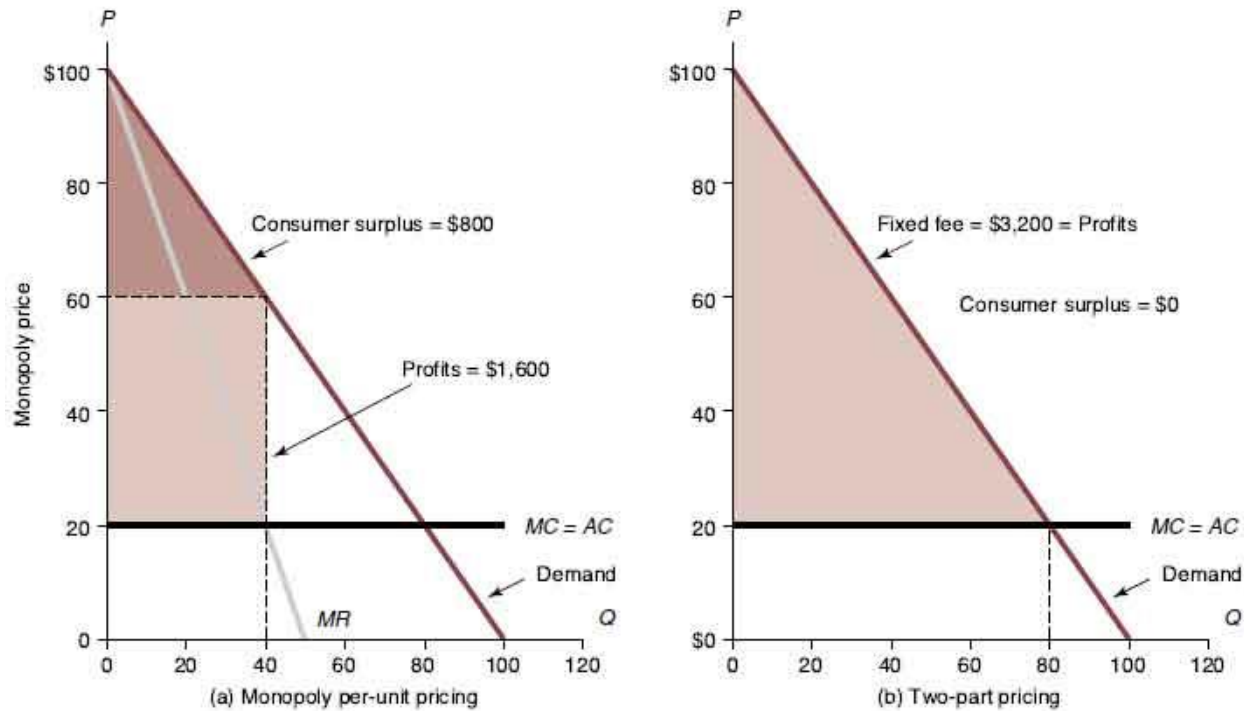 P
$100
80
60
40
20
0
Monopoly price
Consumer surplus = $800
Profits = $1,600
MC = AC
Demand
MR
Q
0 20 40 60 80 100 120
(a) Monopoly per-unit pricing
P
$100
80
60
40
20
$0
Fixed fee = $3,200 = Profits
Consumer surplus = $0
MC = AC
Demand
Q
0 20 40 60 80 100 120
(b) Two-part pricing